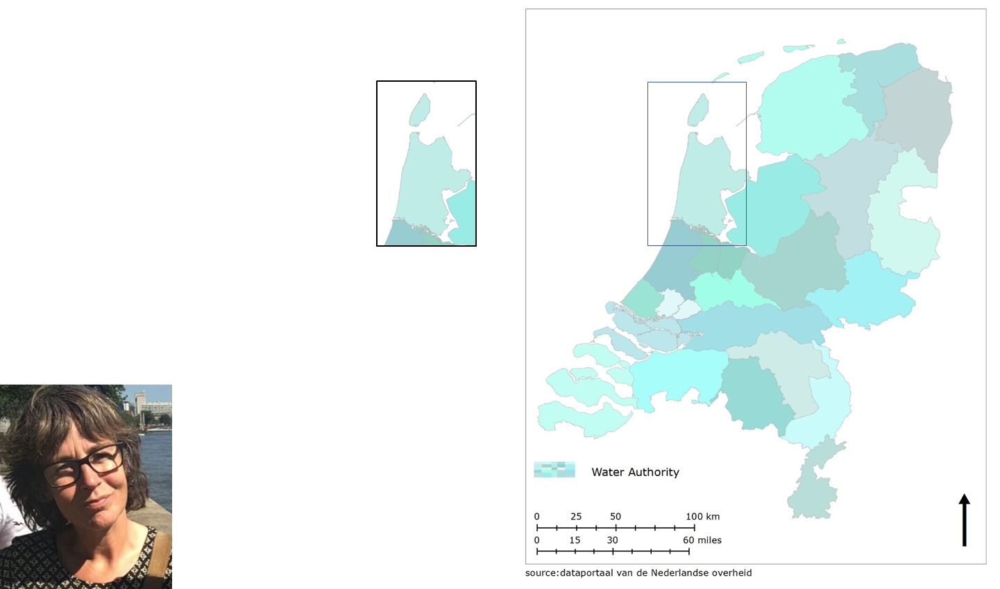 Water Authority
0 25 50 100 km
0 15 30 60 miles
source:dataportaal van de Nederlandse overheid